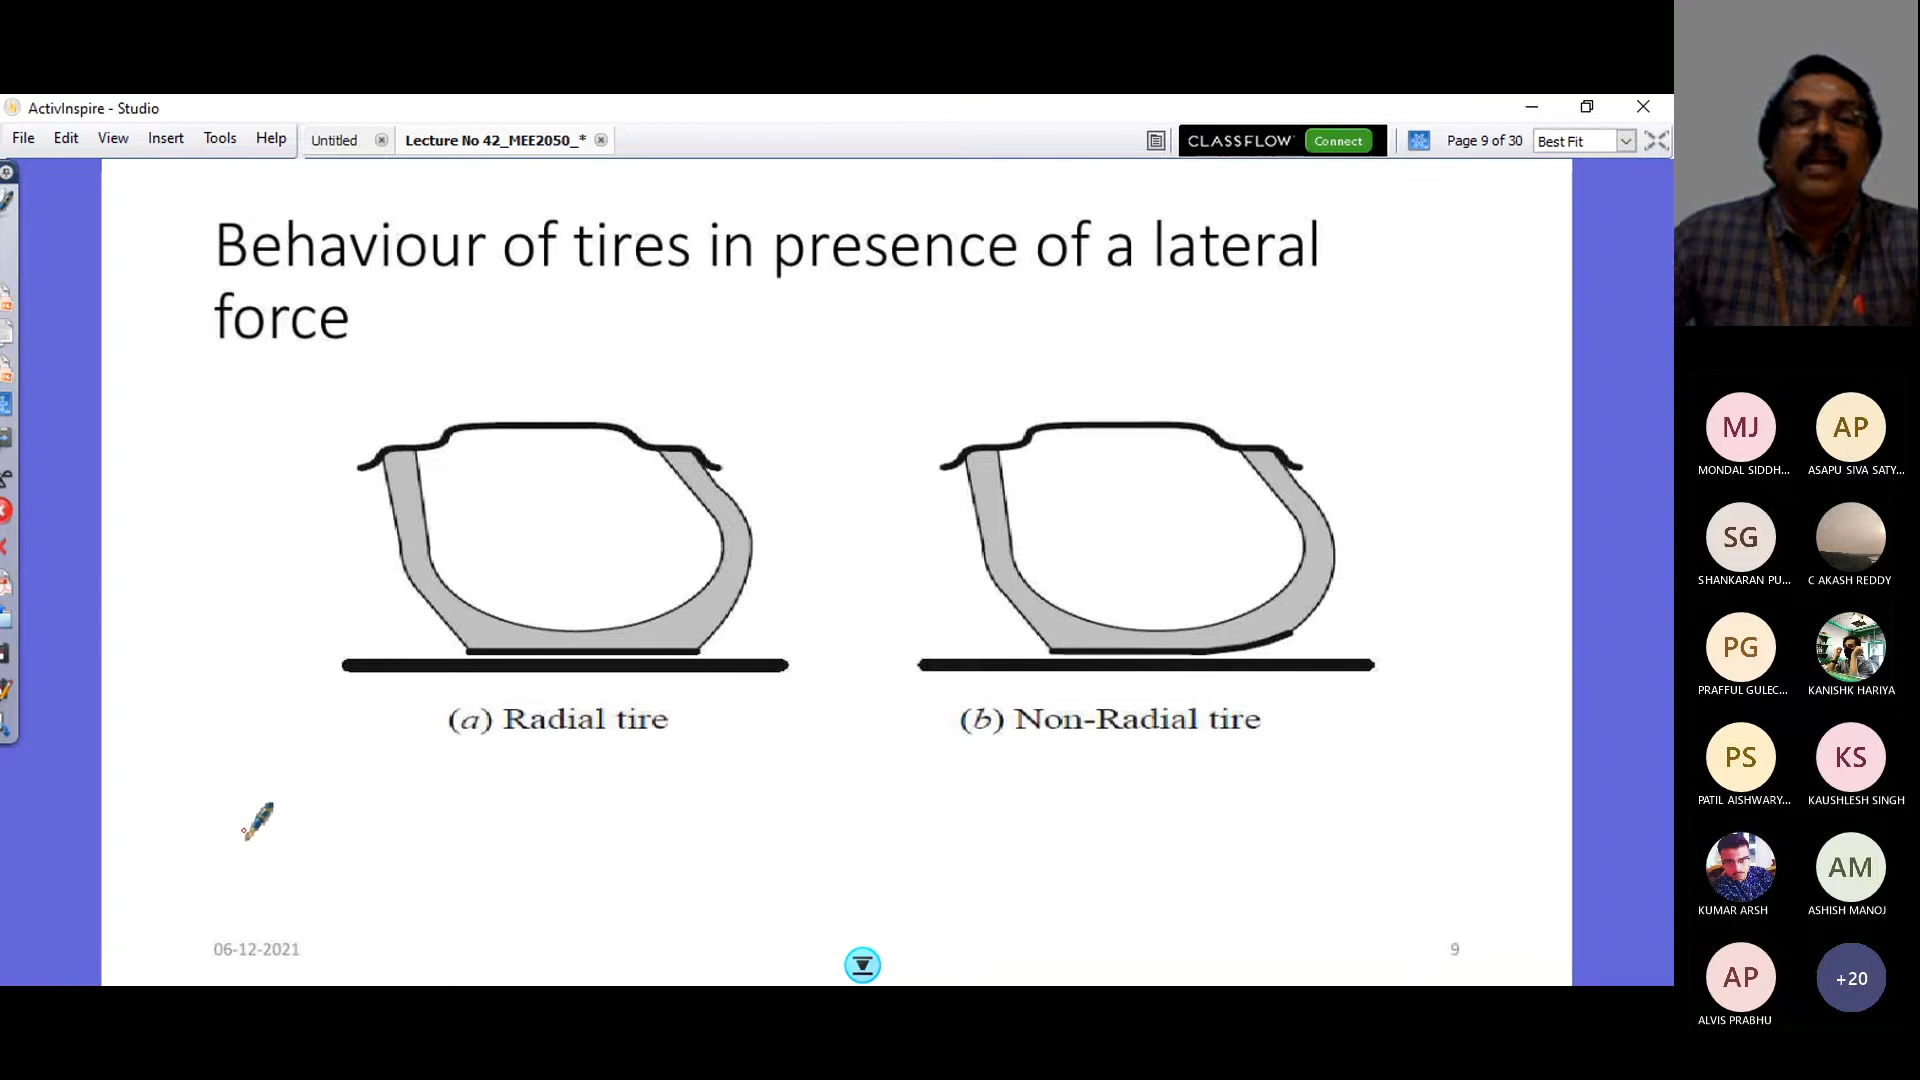 ActivInspire - Studio
File Edit View Insert Tools Help
Untitled
Lecture No 42_MEE2050_*
CLASSFLOW Connect
Page 9 of 30
Best Fit
Behaviour of tires in presence of a lateral
force
(a) Radial tire
(b) Non-Radial tire
06-12-2021
9
MJ
AP
MONDAL SIDDH...
ASAPU SIVA SATY...
SG
SHANKARAN PU...
C AKASH REDDY
PG
PRAFFUL GULEC...
KANISHK HARIYA
PS
KS
PATIL AISHWARY...
KAUSHLESH SINGH
AM
KUMAR ARSH
ASHISH MANOJ
AP
+20
ALVIS PRABHU